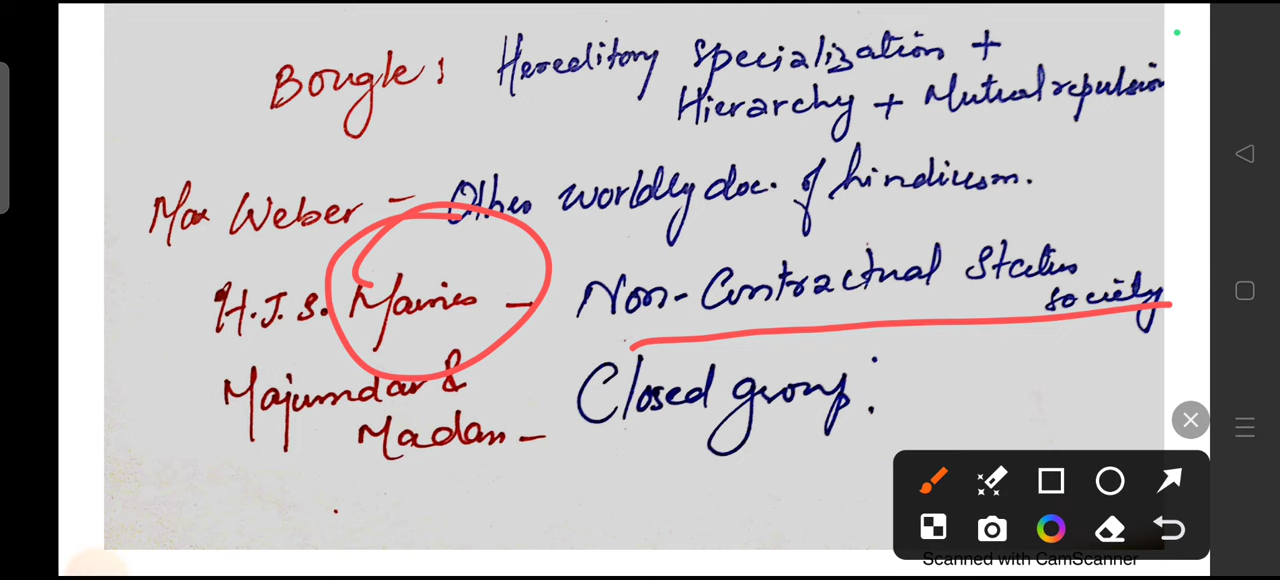 Bougle: Hereditory Specialization +
Hierarchy + Mutual repulsion
Max Weber - Other worldly doc. of hinduism.
H.J.S. Maines - Non-Contractual Status
society
Majumdar &
Madan - Closed group:
Scanned with CamScanner